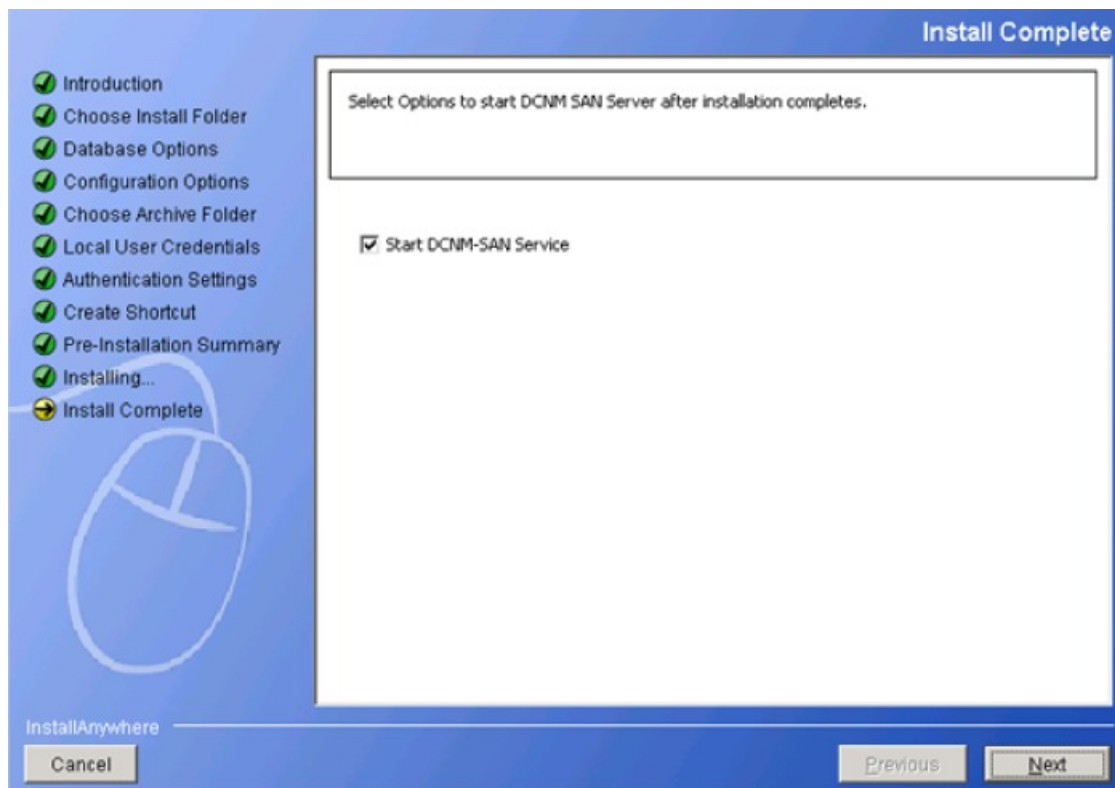 Install Complete
Introduction
Choose Install Folder
Database Options
Configuration Options
Choose Archive Folder
Local User Credentials
Authentication Settings
Create Shortcut
Pre-Installation Summary
Installing...
Install Complete
Select Options to start DCNM SAN Server after installation completes.
Start DCNM-SAN Service
InstallAnywhere
Cancel
Previous
Next